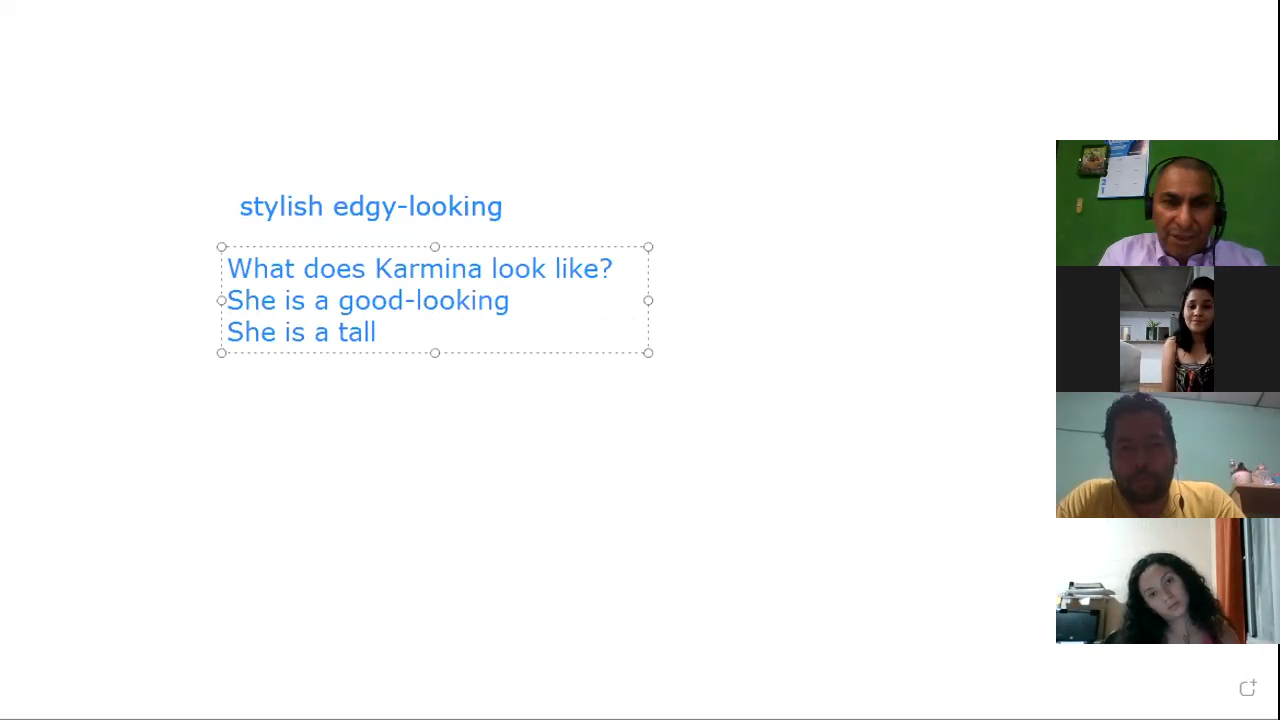 stylish edgy-looking
What does Karmina look like?
She is a good-looking
She is a tall